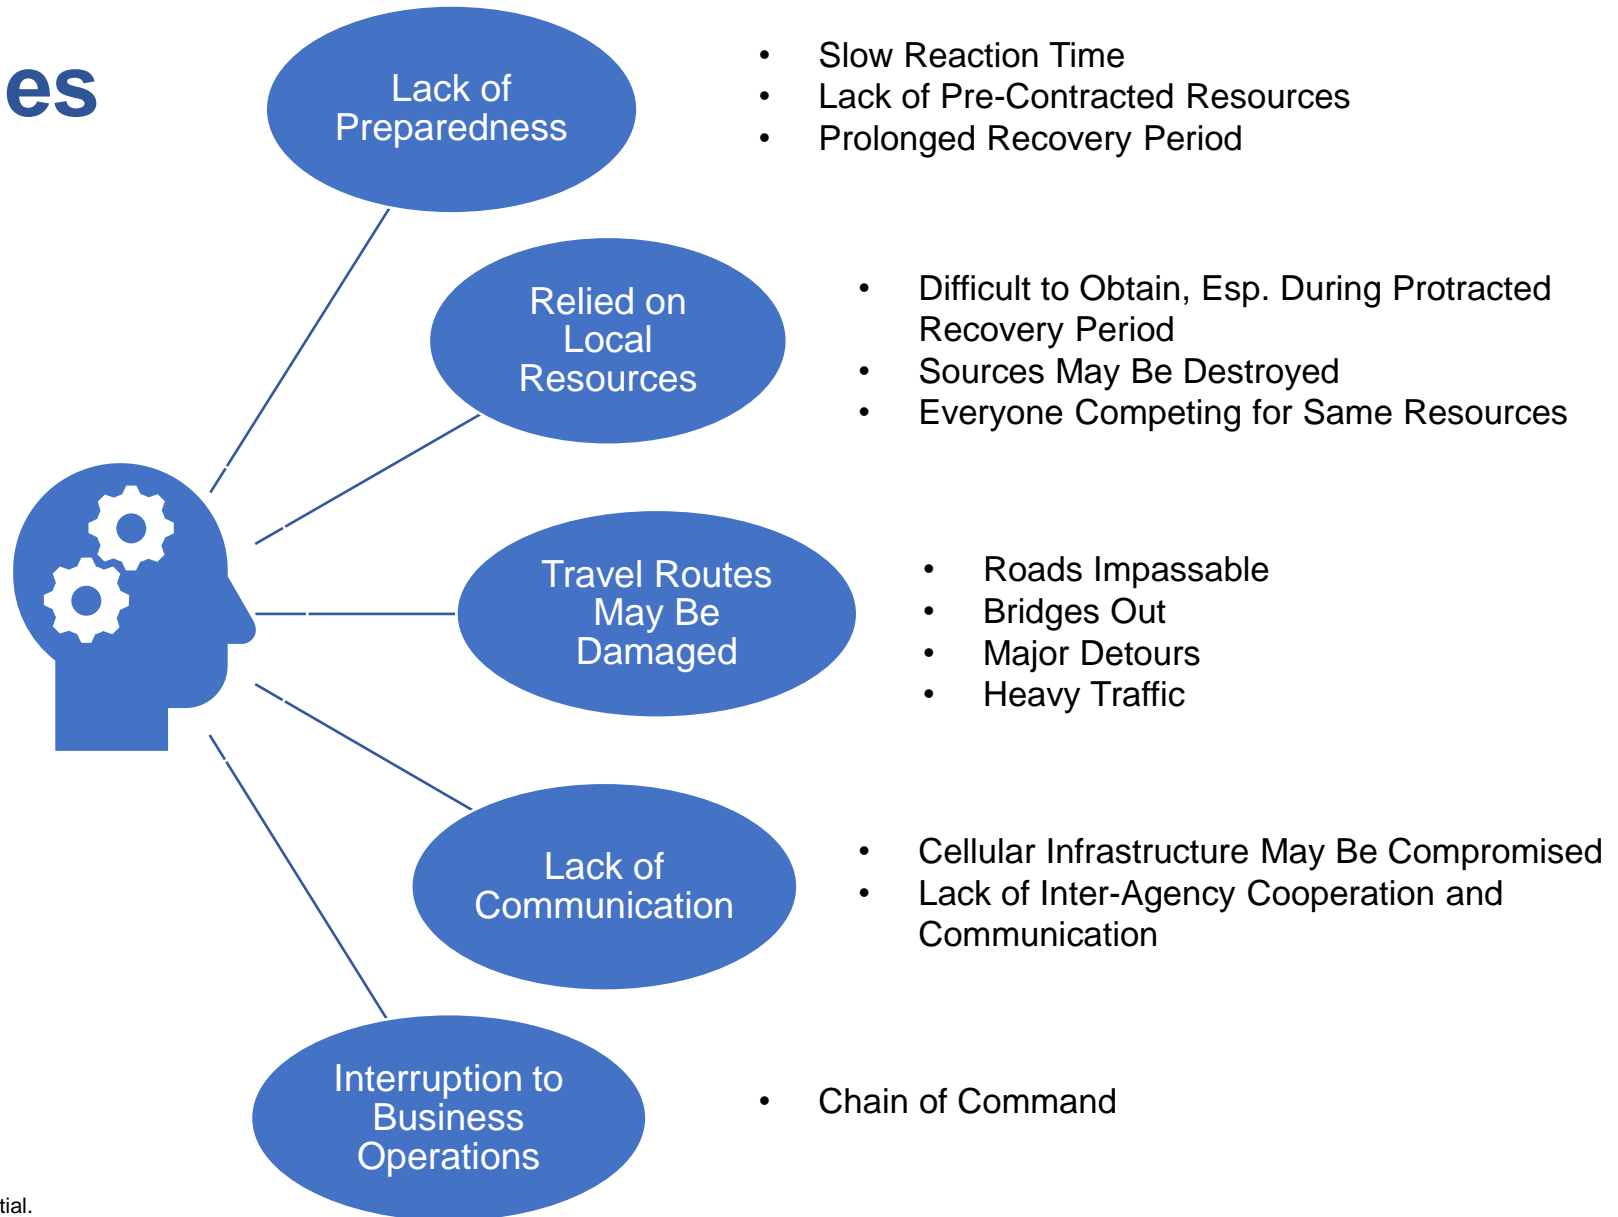 es
Lack of
Preparedness
• Slow Reaction Time
• Lack of Pre-Contracted Resources
• Prolonged Recovery Period
Relied on
Local
Resources
• Difficult to Obtain, Esp. During Protracted
Recovery Period
• Sources May Be Destroyed
• Everyone Competing for Same Resources
Travel Routes
May Be
Damaged
• Roads Impassable
• Bridges Out
• Major Detours
• Heavy Traffic
Lack of
Communication
• Cellular Infrastructure May Be Compromised
• Lack of Inter-Agency Cooperation and
Communication
Interruption to
Business
Operations
• Chain of Command
tial.